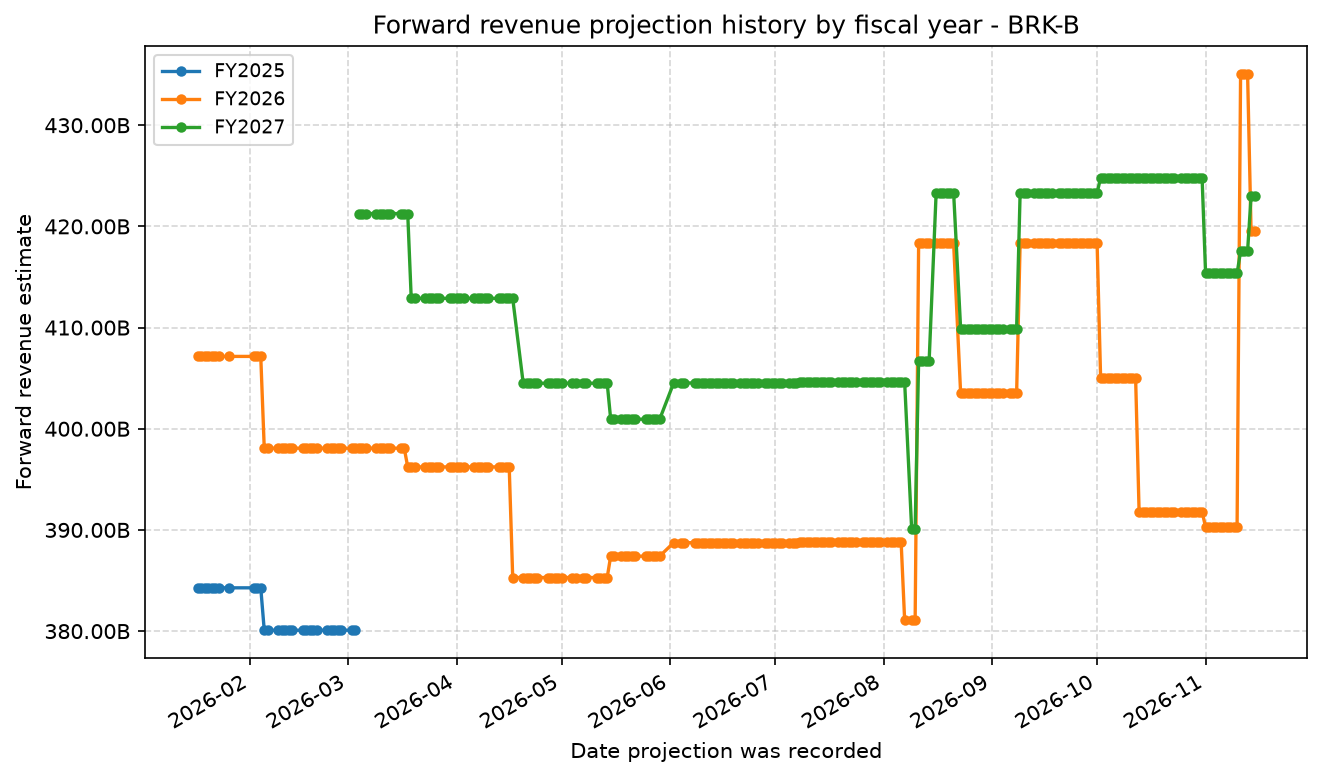 Forward revenue projection history by fiscal year - BRK-B
FY2025
FY2026
FY2027
430.00B
420.00B
410.00B
400.00B
390.00B
380.00B
Forward revenue estimate
2026-02
2026-03
2026-04
2026-05
2026-06
2026-07
2026-08
2026-09
2026-10
2026-11
Date projection was recorded